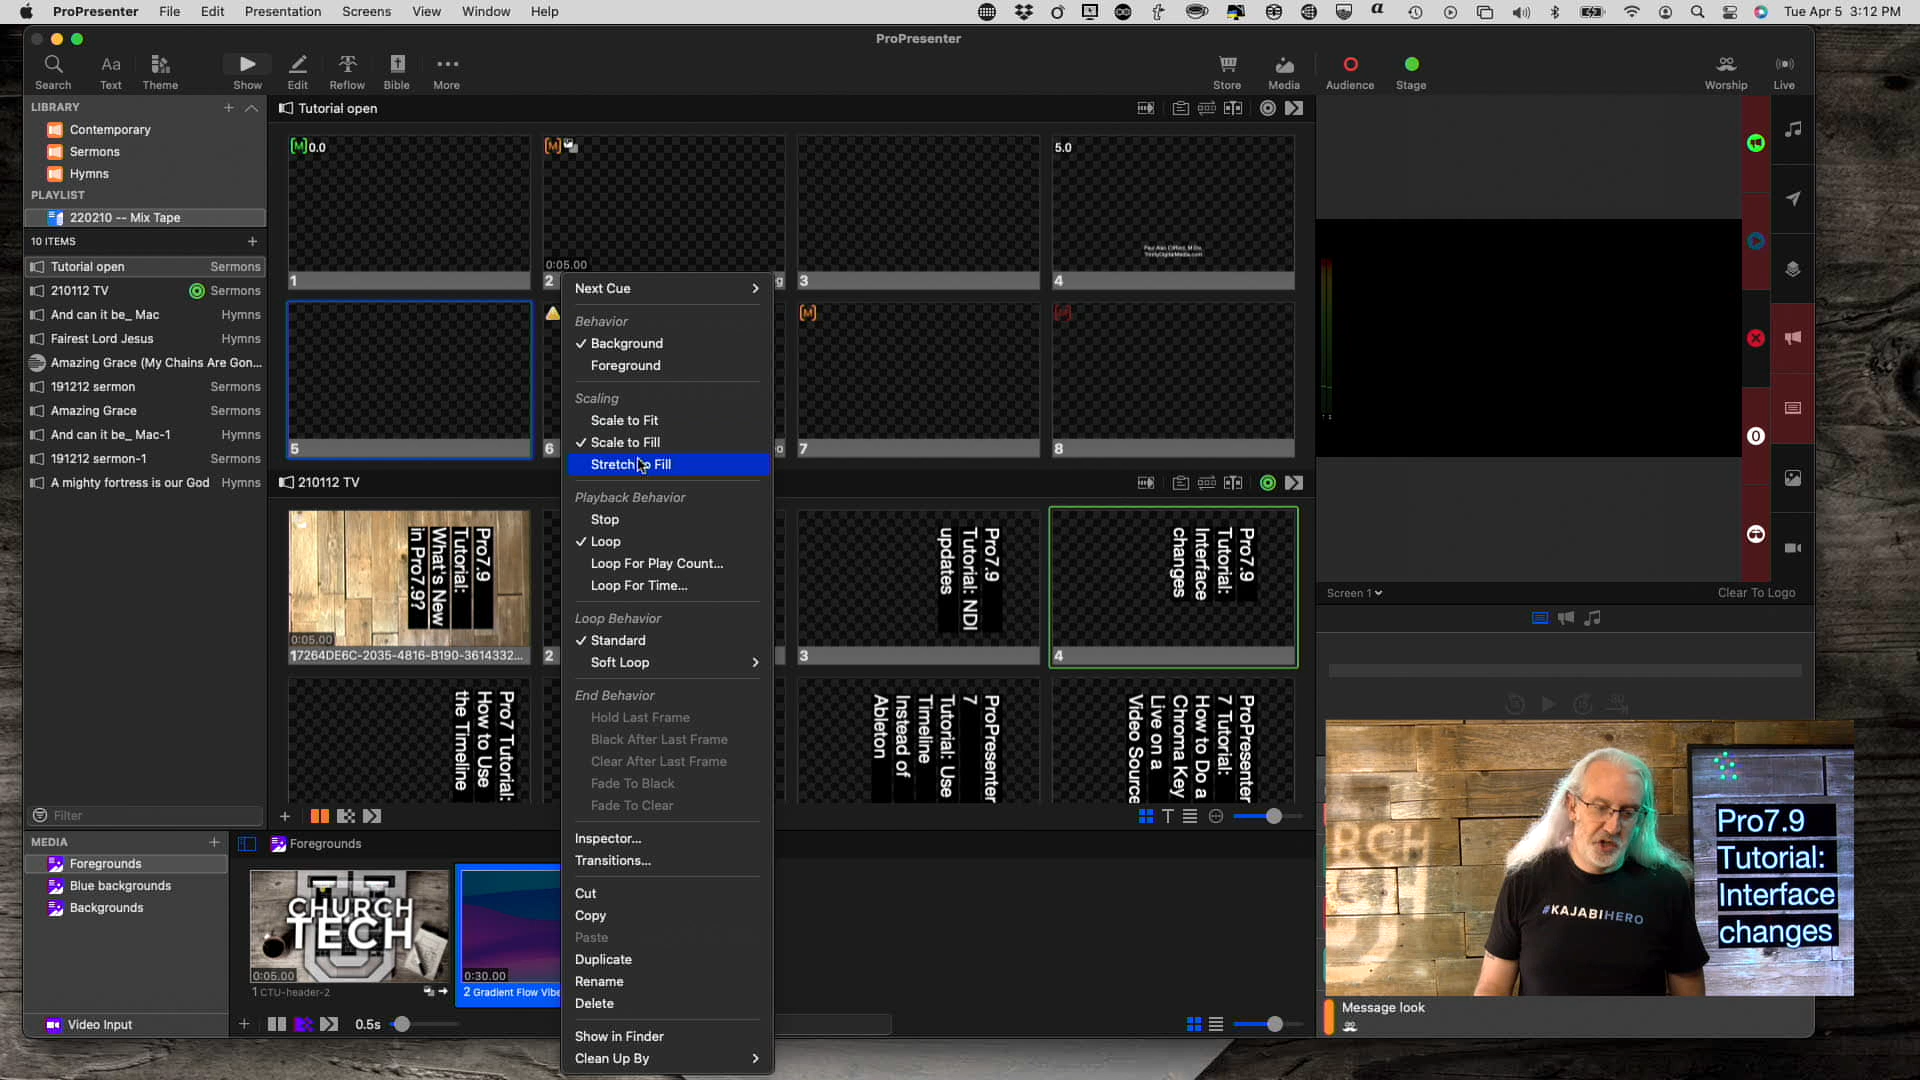 ProPresenter File Edit Presentation Screens View Window Help
Tue Apr 5 3:12 PM
ProPresenter
Search Text Theme Show Edit Reflow Bible More
Store Media Audience Stage Worship Live
LIBRARY
Contemporary
Sermons
Hymns
PLAYLIST
220210 -- Mix Tape
10 ITEMS
Tutorial open Sermons
210112 TV Sermons
And can it be_ Mac Hymns
Fairest Lord Jesus Hymns
Amazing Grace (My Chains Are Gon...
191212 sermon Sermons
Amazing Grace Sermons
And can it be_ Mac-1 Hymns
191212 sermon-1 Sermons
A mighty fortress is our God Hymns
Filter
Tutorial open
[M] 0.0
[M]
5.0
Paul Alan Clifford, M.Div.
TrinityDigitalMedia.com
0:05.00
1
2
3
4
[M]
[M]
5
6
7
8
210112 TV
Pro7.9
Tutorial:
What's New
in Pro7.9?
0:05.00
17264DE6C-2035-4816-B190-3614332...
2
Pro7.9
Tutorial: NDI
updates
3
Pro7.9
Tutorial:
Interface
changes
4
Pro7 Tutorial:
How to Use
the Timeline
ProPresenter
7
Tutorial: Use
Timeline
Instead of
Ableton
ProPresenter
7 Tutorial:
How to Do a
Chroma Key
Live on a
Video Source
Next Cue
Behavior
Background
Foreground
Scaling
Scale to Fit
Scale to Fill
Stretch to Fill
Playback Behavior
Stop
Loop
Loop For Play Count...
Loop For Time...
Loop Behavior
Standard
Soft Loop
End Behavior
Hold Last Frame
Black After Last Frame
Clear After Last Frame
Fade To Black
Fade To Clear
Inspector...
Transitions...
Cut
Copy
Paste
Duplicate
Rename
Delete
Show in Finder
Clean Up By
MEDIA
Foregrounds
Blue backgrounds
Backgrounds
Video Input
Foregrounds
CHURCH
TECH
0:05.00
1 CTU-header-2
0:30.00
2 Gradient Flow Vibe
0.5s
Screen 1
Clear To Logo
#KAJABIHERO
Pro7.9
Tutorial:
Interface
changes
Message look